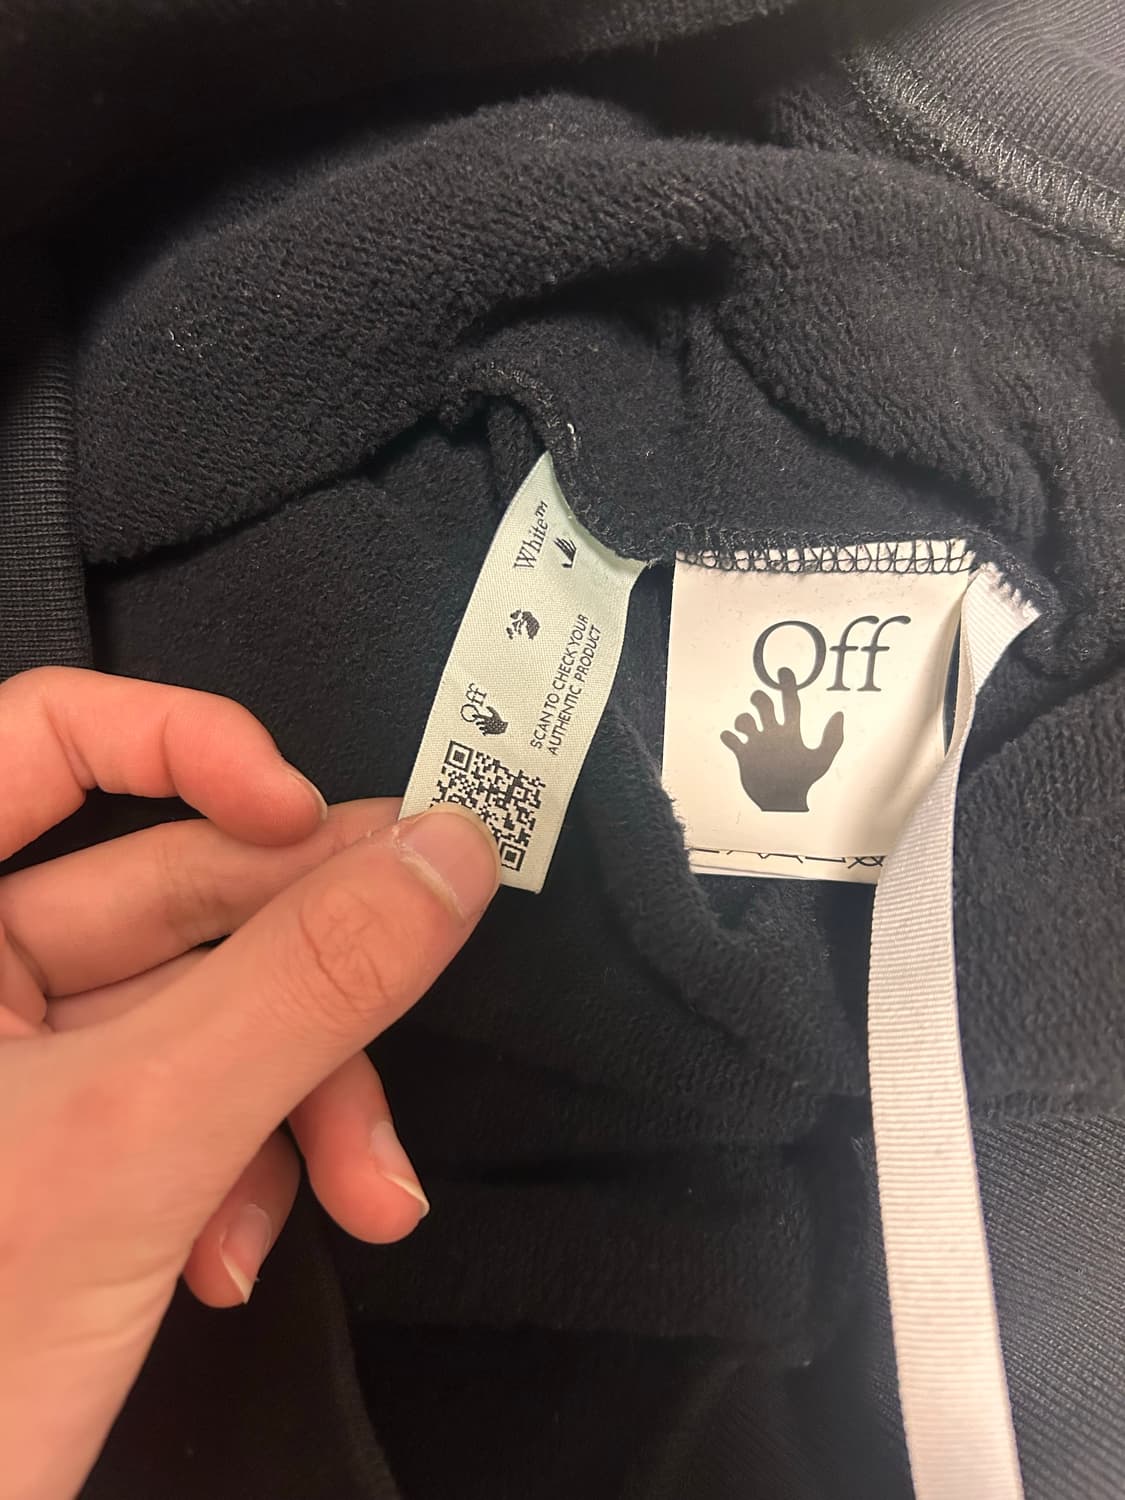 Off
White™
SCAN TO CHECK YOUR
AUTHENTIC PRODUCT
Off